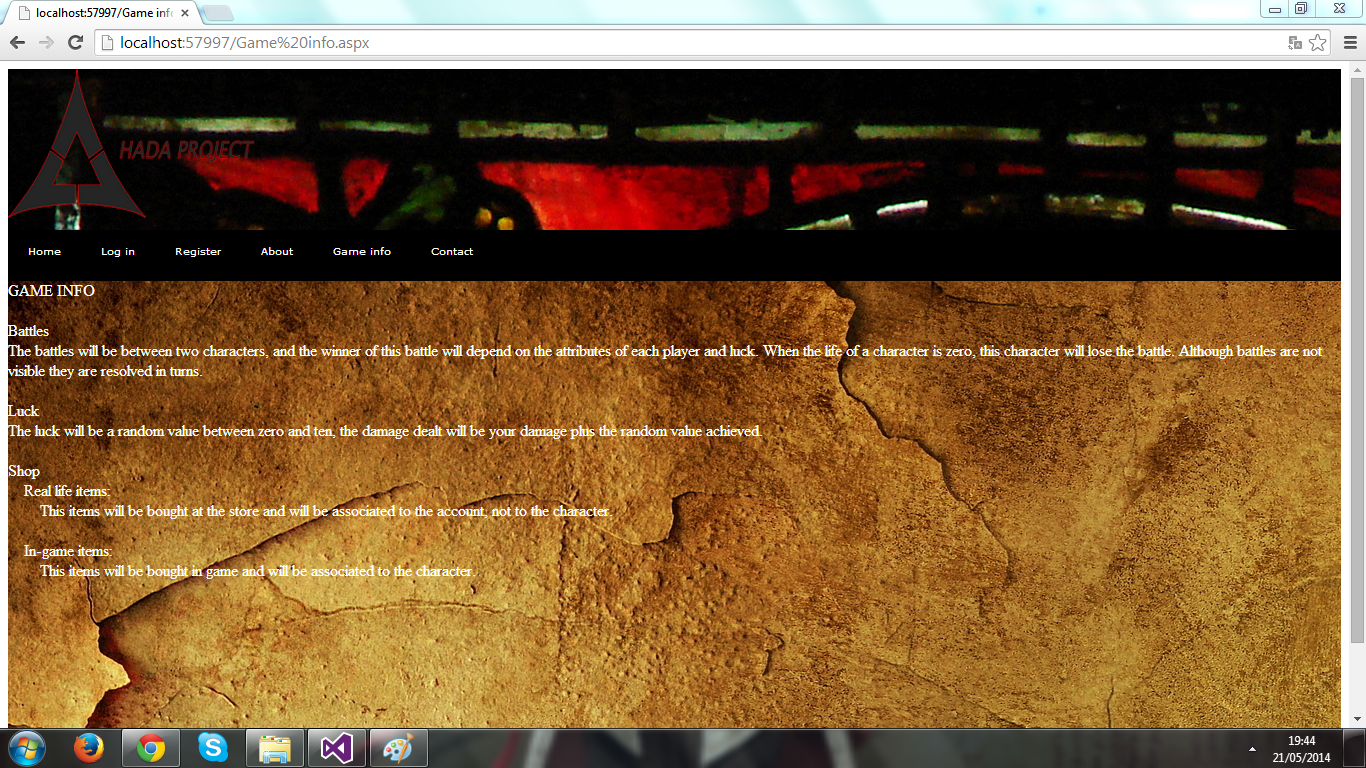 localhost:57997/Game info
localhost:57997/Game%20info.aspx
HADA PROJECT
Home Log in Register About Game info Contact
GAME INFO
Battles
The battles will be between two characters, and the winner of this battle will depend on the attributes of each player and luck. When the life of a character is zero, this character will lose the battle. Although battles are not
visible they are resolved in turns.
Luck
The luck will be a random value between zero and ten, the damage dealt will be your damage plus the random value achieved.
Shop
Real life items:
This items will be bought at the store and will be associated to the account, not to the character.
In-game items:
This items will be bought in game and will be associated to the character.
19:44
21/05/2014